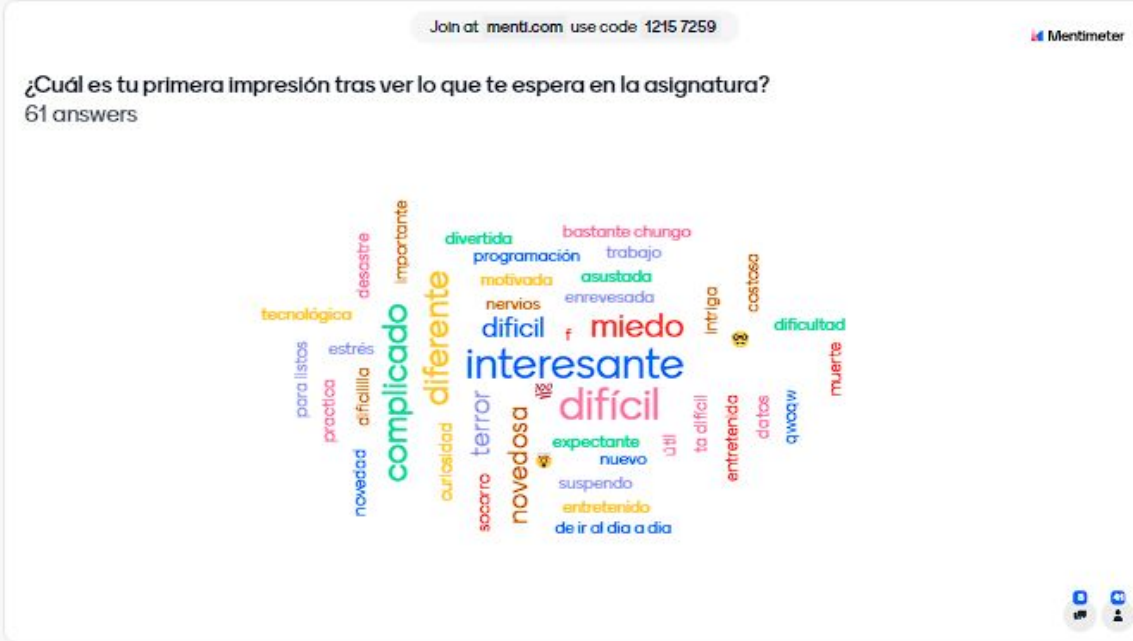 Join at menti.com use code 1215 7259
Mentimeter
¿Cuál es tu primera impresión tras ver lo que te espera en la asignatura?
61 answers
importante
desastre
divertida
bastante chungo
programación
trabajo
motivada
asustada
costosa
nervios
enrevesada
intriga
tecnológica
complicado
diferente
dificil
f
miedo
dificultad
estrés
interesante
para listos
practica
dificililla
muerte
difícil
terror
novedosa
curiosidad
expectante
útil
ta difícil
entretenida
datos
qwaqw
nuevo
novedad
socorro
suspendo
entretenido
de ir al dia a dia